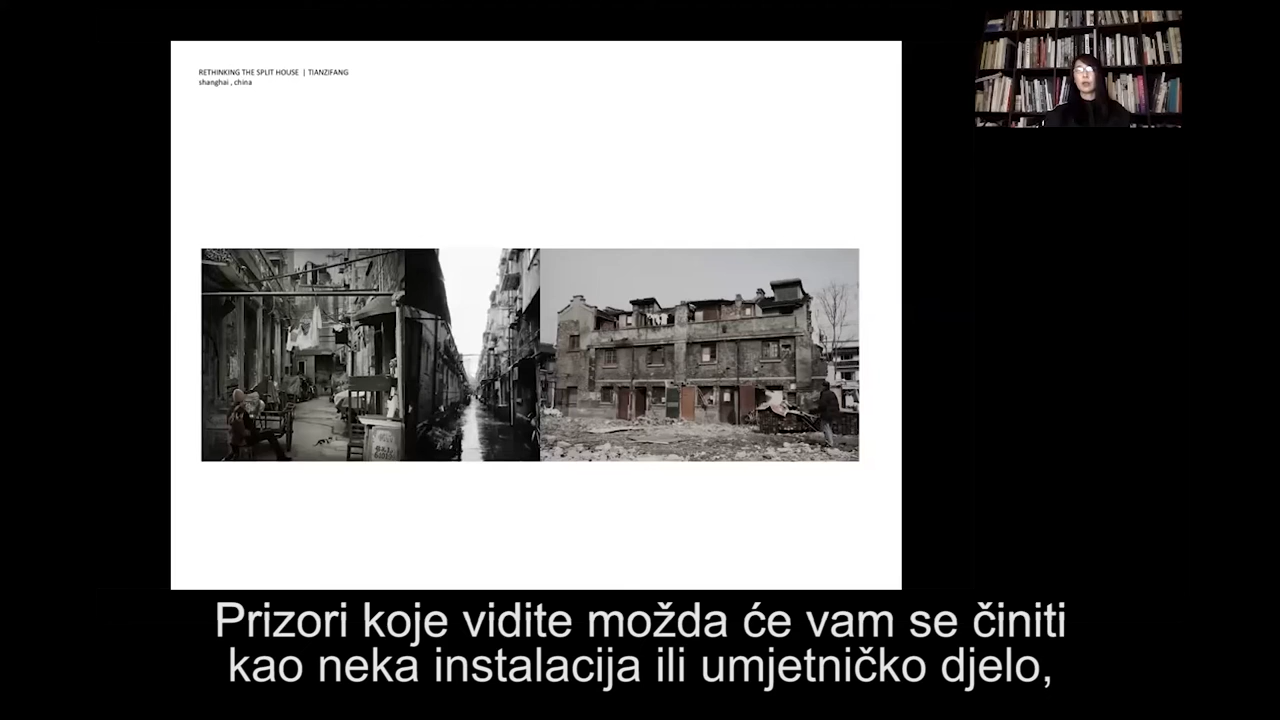 RETHINKING THE SPLIT HOUSE | TIANZIFANG
shanghai , china
Prizori koje vidite možda će vam se činiti
kao neka instalacija ili umjetničko djelo,